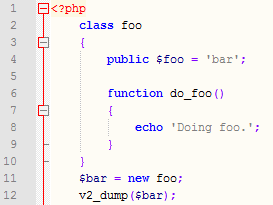 1 <?php
2 class foo
3 {
4 public $foo = 'bar';
5
6 function do_foo()
7 {
8 echo 'Doing foo.';
9 }
10 }
11 $bar = new foo;
12 v2_dump($bar);